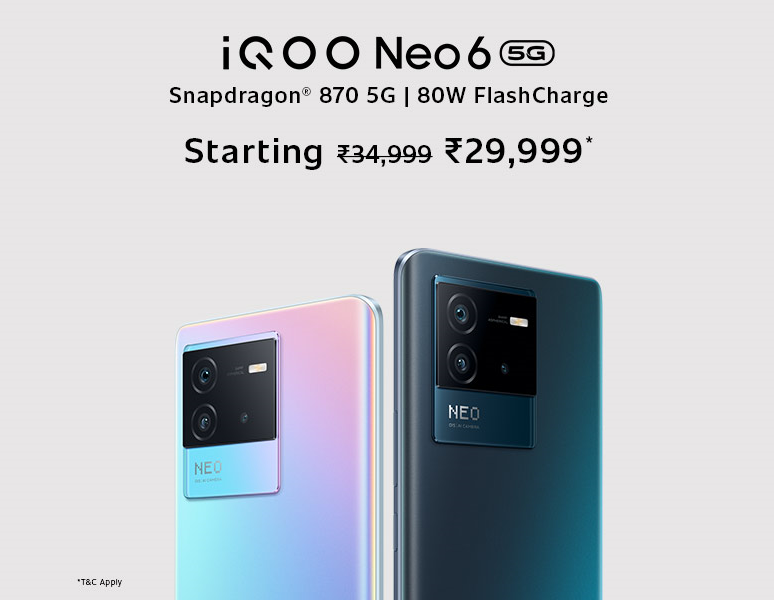 iQOO Neo6 5G
Snapdragon® 870 5G | 80W FlashCharge
Starting ₹34,999 ₹29,999*
NEO
NEO
*T&C Apply